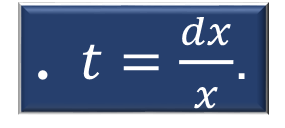 . t = dx/x.